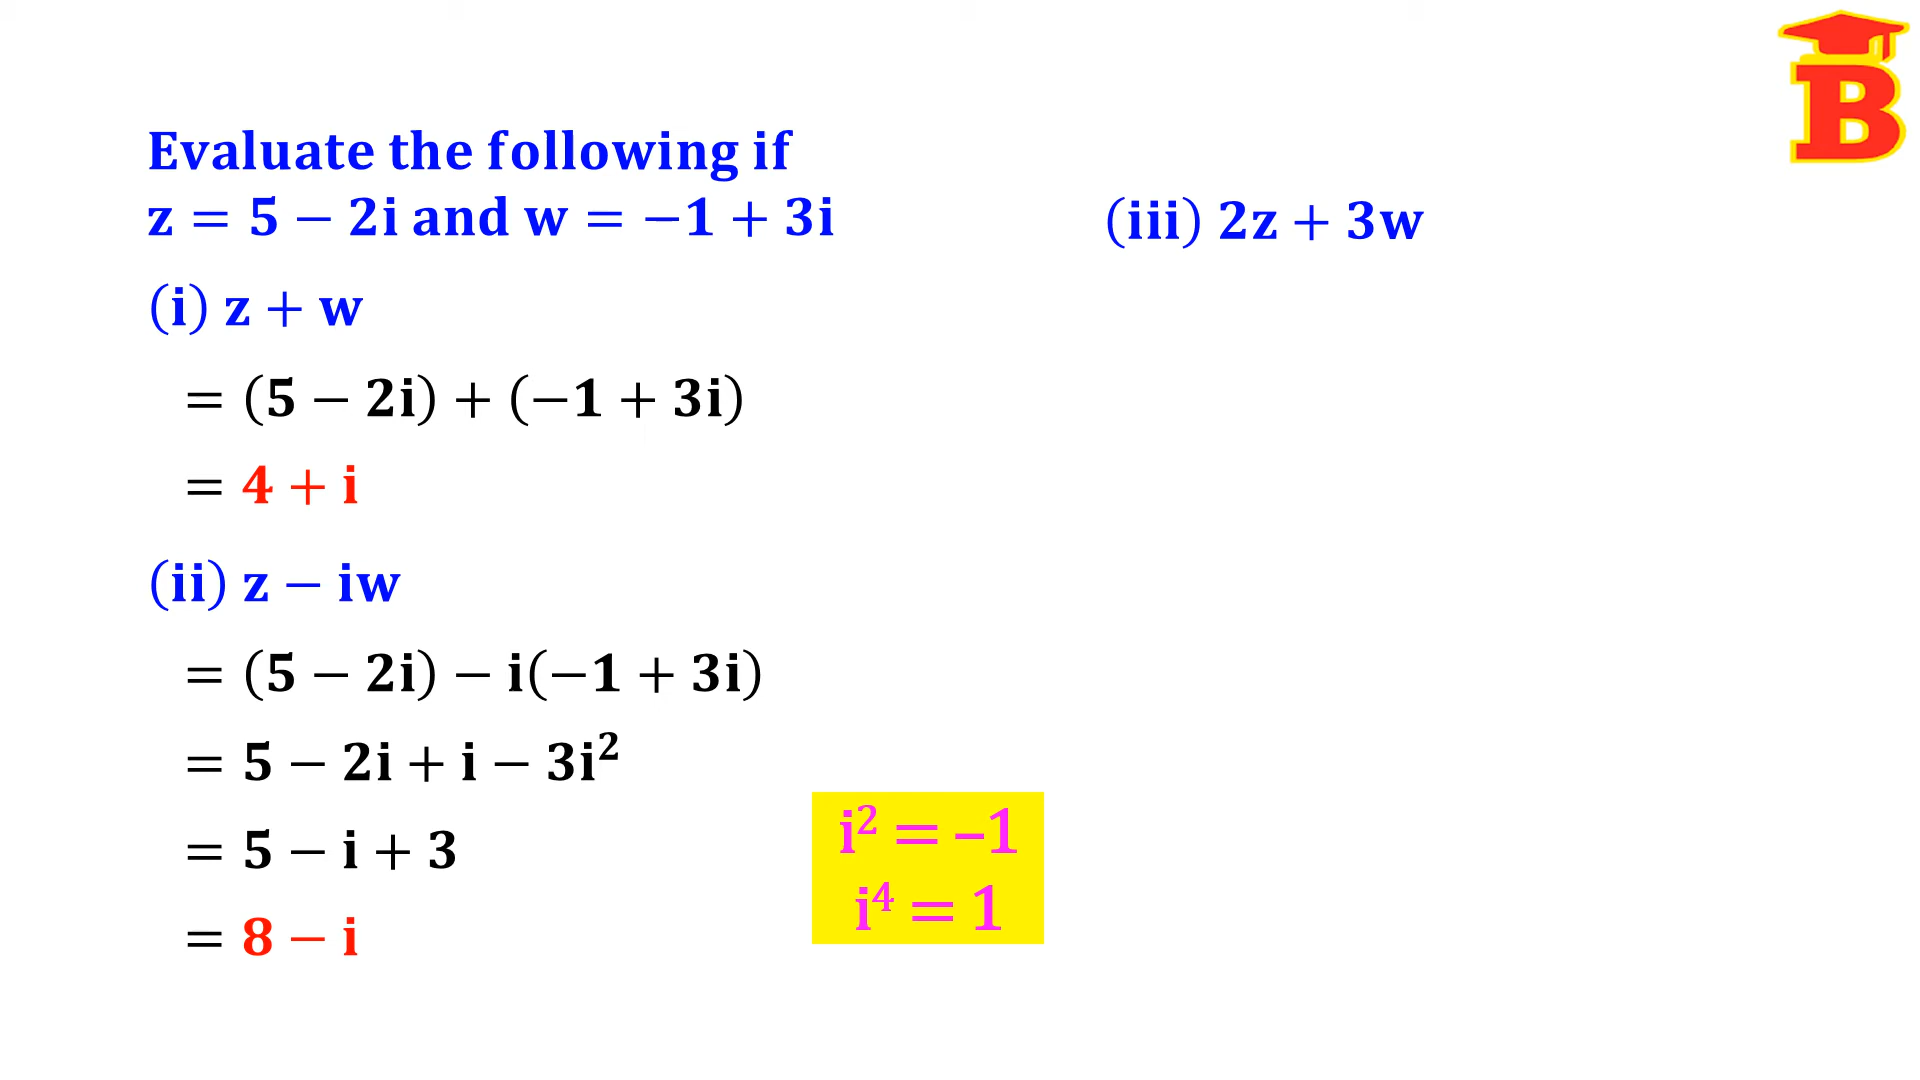 Evaluate the following if
z = 5 − 2i and w = −1 + 3i
(i) z + w
= (5 − 2i) + (−1 + 3i)
= 4 + i
(ii) z − iw
= (5 − 2i) − i(−1 + 3i)
= 5 − 2i + i − 3i²
= 5 − i + 3
= 8 − i
i² = –1
i⁴ = 1
(iii) 2z + 3w
B